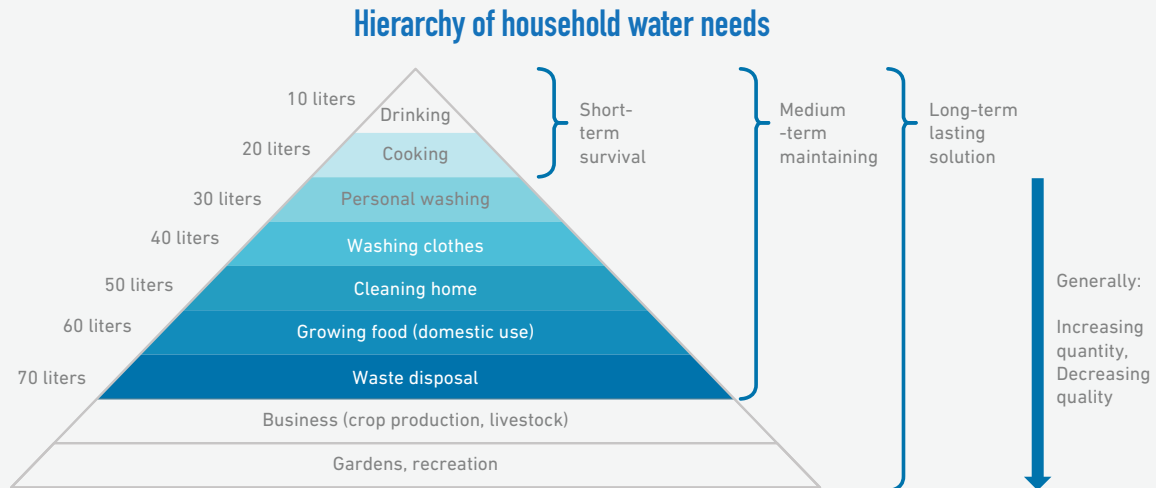 Hierarchy of household water needs
10 liters
Drinking
20 liters
Cooking
30 liters
Personal washing
40 liters
Washing clothes
50 liters
Cleaning home
60 liters
Growing food (domestic use)
70 liters
Waste disposal
Business (crop production, livestock)
Gardens, recreation
Short-
term
survival
Medium
-term
maintaining
Long-term
lasting
solution
Generally:
Increasing
quantity,
Decreasing
quality